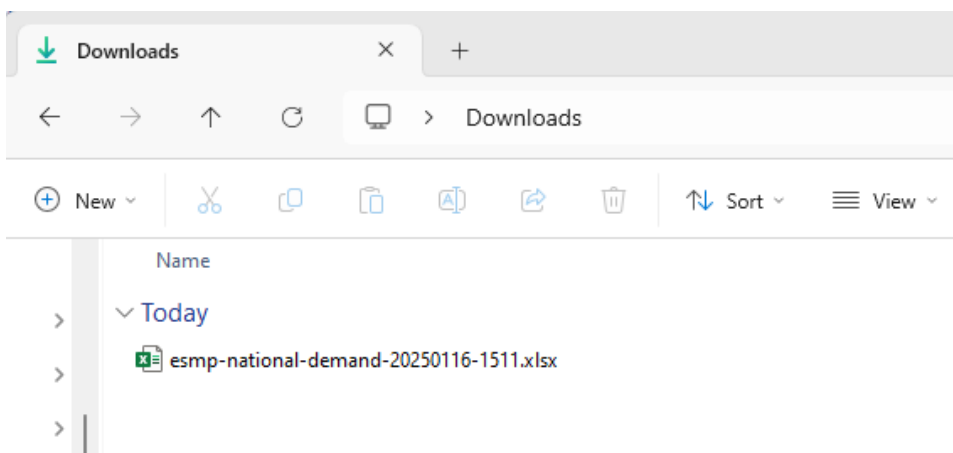 Downloads
Downloads
New Sort View
Name
Today
esmp-national-demand-20250116-1511.xlsx